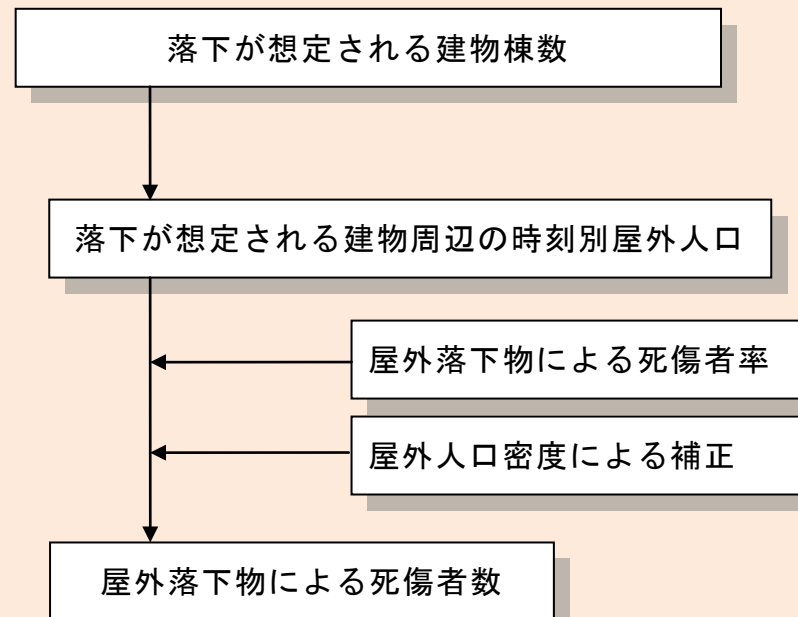 落下が想定される建物棟数
落下が想定される建物周辺の時刻別屋外人口
屋外落下物による死傷者率
屋外人口密度による補正
屋外落下物による死傷者数